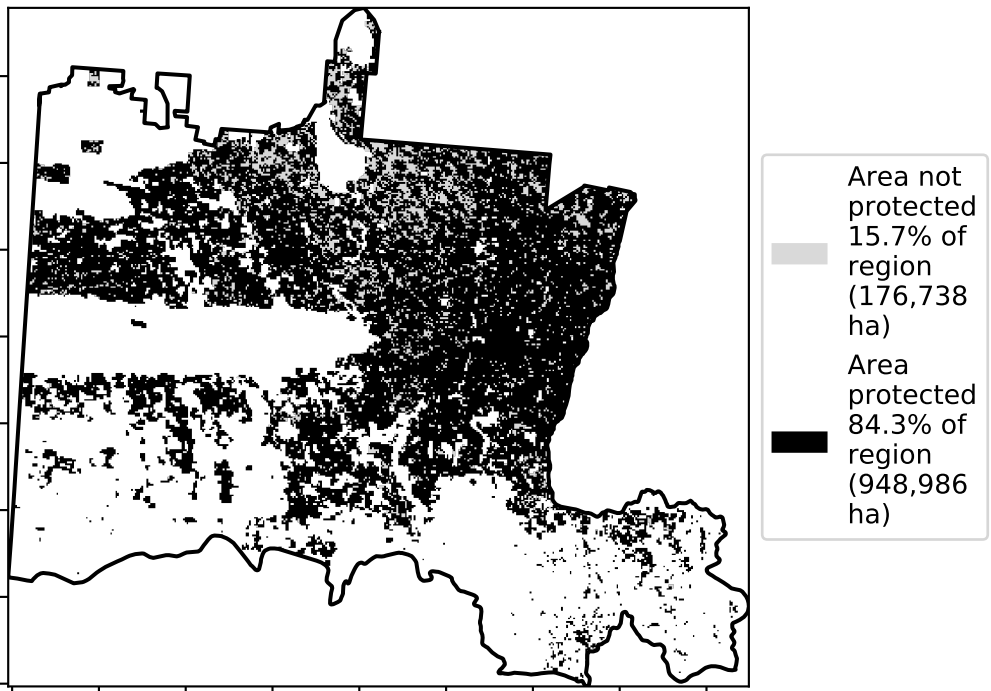 Area not
protected
15.7% of
region
(176,738
ha)
Area
protected
84.3% of
region
(948,986
ha)